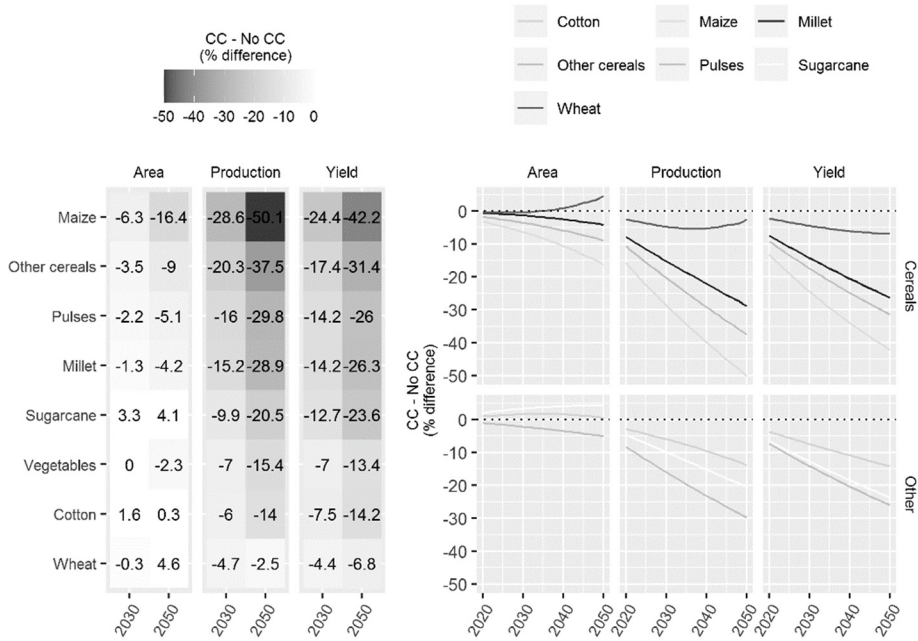 CC - No CC
(% difference)
-50 -40 -30 -20 -10 0
Cotton Maize Millet
Other cereals Pulses Sugarcane
Wheat
Area Production Yield
Maize -6.3 -16.4 -28.6 -50.1 -24.4 -42.2
Other cereals -3.5 -9 -20.3 -37.5 -17.4 -31.4
Pulses -2.2 -5.1 -16 -29.8 -14.2 -26
Millet -1.3 -4.2 -15.2 -28.9 -14.2 -26.3
Sugarcane 3.3 4.1 -9.9 -20.5 -12.7 -23.6
Vegetables 0 -2.3 -7 -15.4 -7 -13.4
Cotton 1.6 0.3 -6 -14 -7.5 -14.2
Wheat -0.3 4.6 -4.7 -2.5 -4.4 -6.8
2030 2050 2030 2050 2030 2050
CC - No CC
(% difference)
Area Production Yield
0
-10
-20
-30
-40
-50
Cereals
0
-10
-20
-30
-40
-50
Other
2020 2030 2040 2050 2020 2030 2040 2050 2020 2030 2040 2050